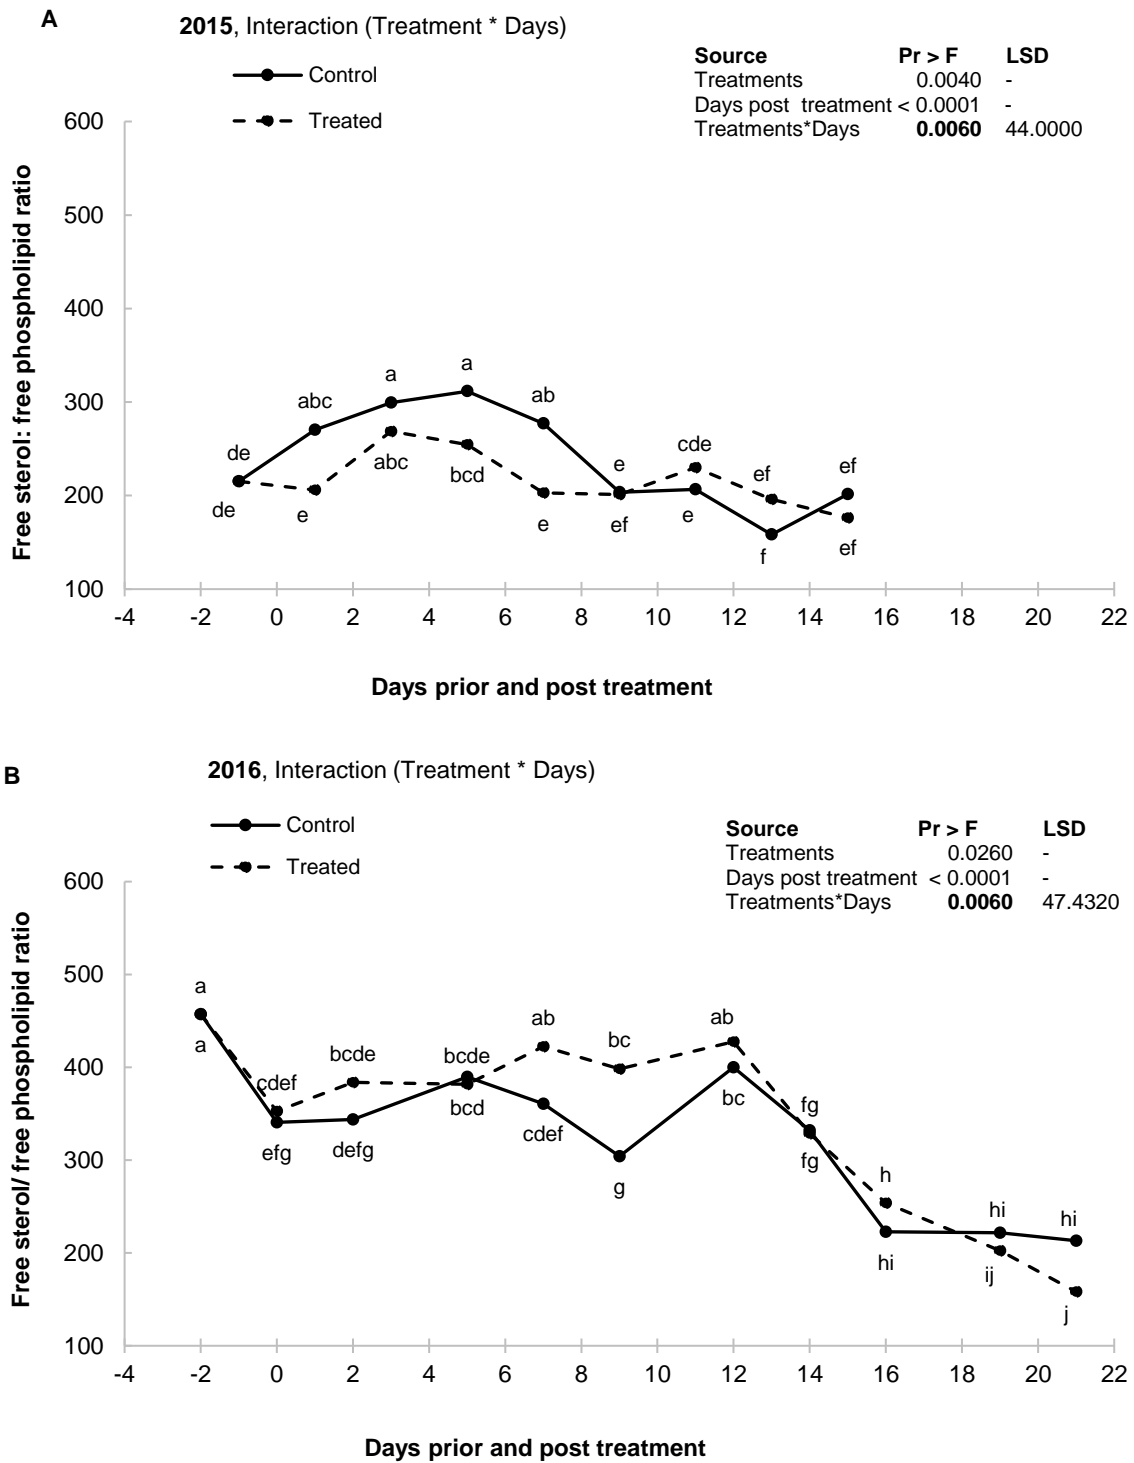 A
2015, Interaction (Treatment * Days)
Control
Treated
Source Pr > F LSD
Treatments 0.0040 -
Days post treatment < 0.0001 -
Treatments*Days 0.0060 44.0000
Free sterol: free phospholipid ratio
600
500
400
300
200
100
a
a
abc
ab
de
abc
bcd
cde
e
ef
ef
de
e
e
ef
e
f
ef
-4 -2 0 2 4 6 8 10 12 14 16 18 20 22
Days prior and post treatment
B
2016, Interaction (Treatment * Days)
Control
Treated
Source Pr > F LSD
Treatments 0.0260 -
Days post treatment < 0.0001 -
Treatments*Days 0.0060 47.4320
Free sterol/ free phospholipid ratio
600
500
400
300
200
100
a
a
cdef
bcde
bcde
ab
bc
ab
efg
defg
bcd
cdef
g
bc
fg
fg
h
hi
hi
hi
ij
j
-4 -2 0 2 4 6 8 10 12 14 16 18 20 22
Days prior and post treatment